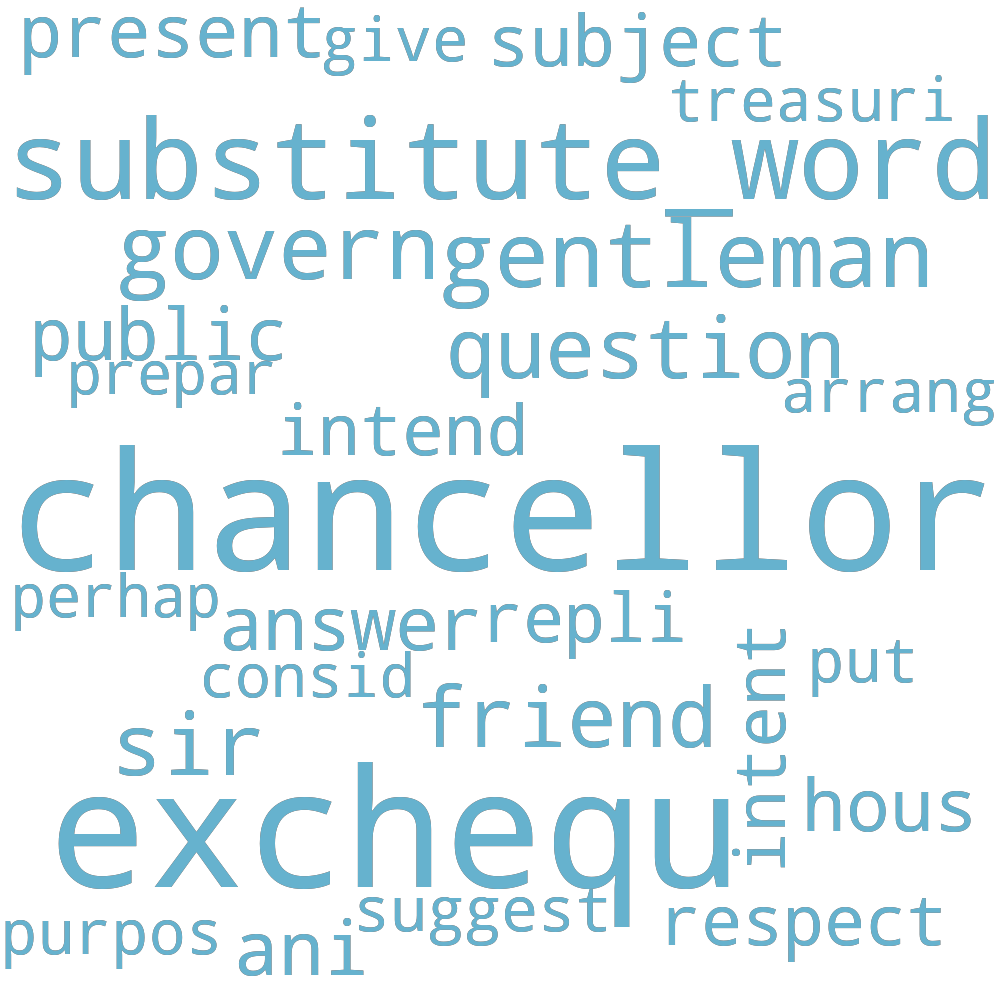 present give subject
treasuri
substitute_word
govern gentleman
public question
prepar arrang
intend
chancellor
perhap answer repli
consid intent put
sir friend
exchequ hous
suggest respect
purpos ani